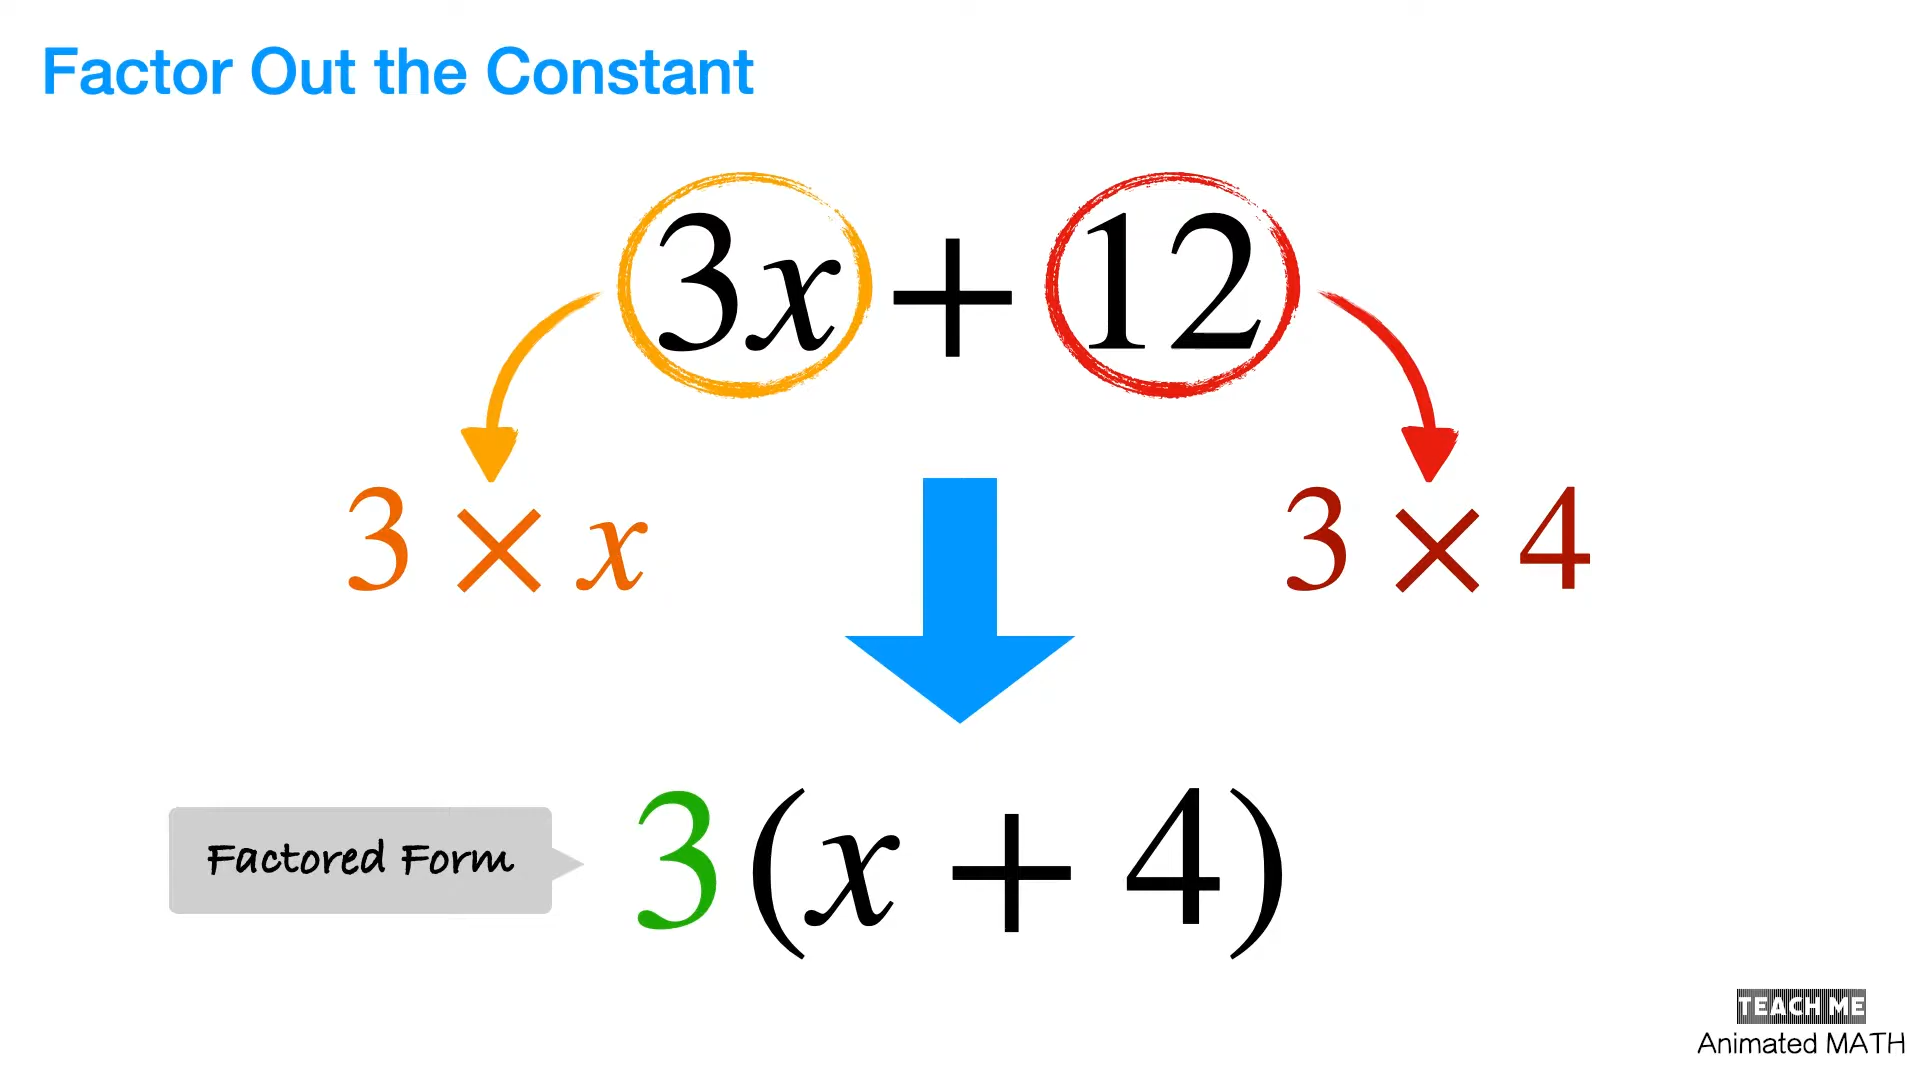 Factor Out the Constant
3x + 12
3 × x
3 × 4
Factored Form
3(x + 4)
TEACH ME
Animated MATH